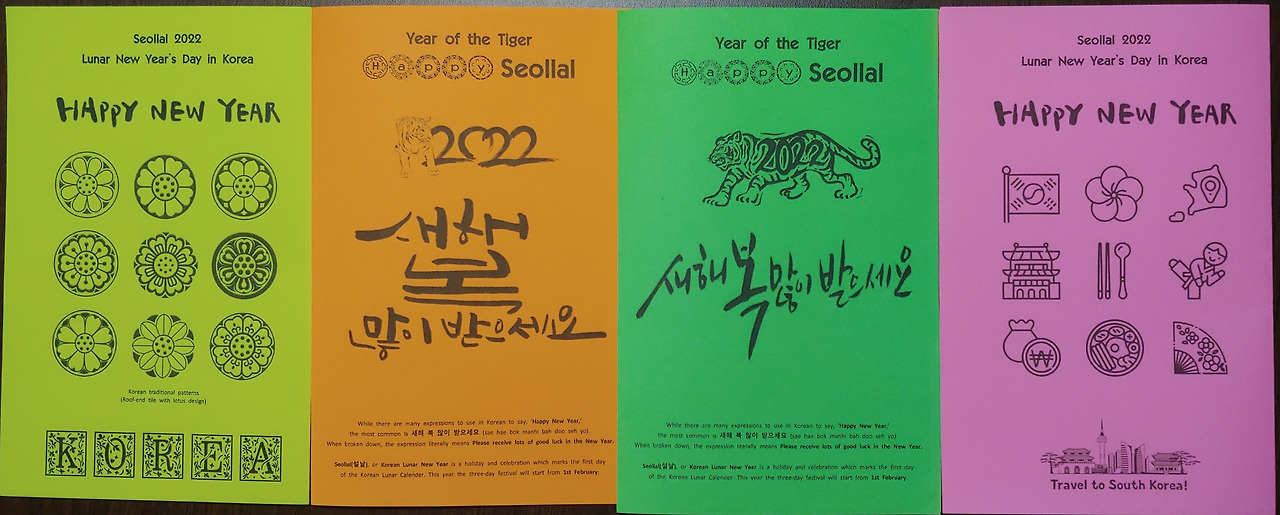 Seollal 2022
Lunar New Year's Day in Korea
HAPPY NEW YEAR
Korean traditional patterns
(Roof-end tile with lotus design)
KOREA
Year of the Tiger
Happy Seollal
2022
새해
복
많이 받으세요
While there are many expressions to use in Korean to say, 'Happy New Year,'
the most common is 새해 복 많이 받으세요 (sae hae bok manhi bah doo seh yo).
When broken down, the expression literally means Please receive lots of good luck in the New Year.
Seollal(설날), or Korean Lunar New Year is a holiday and celebration which marks the first day
of the Korean Lunar Calender. This year the three-day festival will start from 1st February.
Year of the Tiger
Happy Seollal
2022
새해 복 많이 받으세요
While there are many expressions to use in Korean to say, 'Happy New Year,'
the most common is 새해 복 많이 받으세요 (sae hae bok manhi bah doo seh yo).
When broken down, the expression literally means Please receive lots of good luck in the New Year.
Seollal(설날), or Korean Lunar New Year is a holiday and celebration which marks the first day
of the Korean Lunar Calender. This year the three-day festival will start from 1st February.
Seollal 2022
Lunar New Year's Day in Korea
HAPPY NEW YEAR
₩
Travel to South Korea!